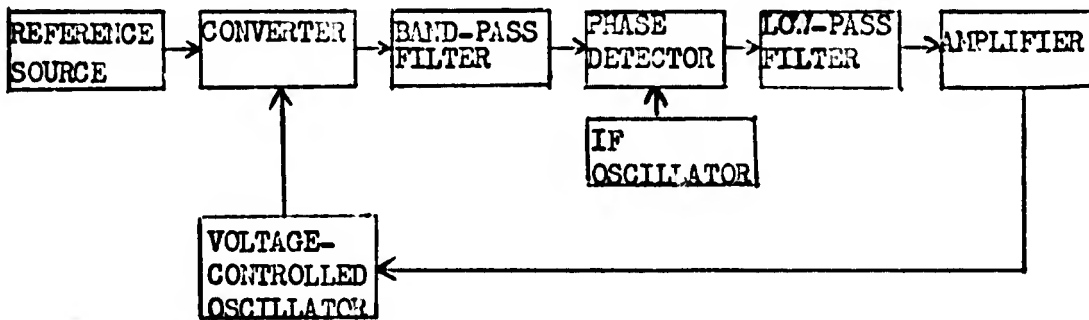 REFERENCE
SOURCE
CONVERTER
BAND-PASS
FILTER
PHASE
DETECTOR
LOW-PASS
FILTER
AMPLIFIER
IF
OSCILLATOR
VOLTAGE-
CONTROLLED
OSCILLATOR